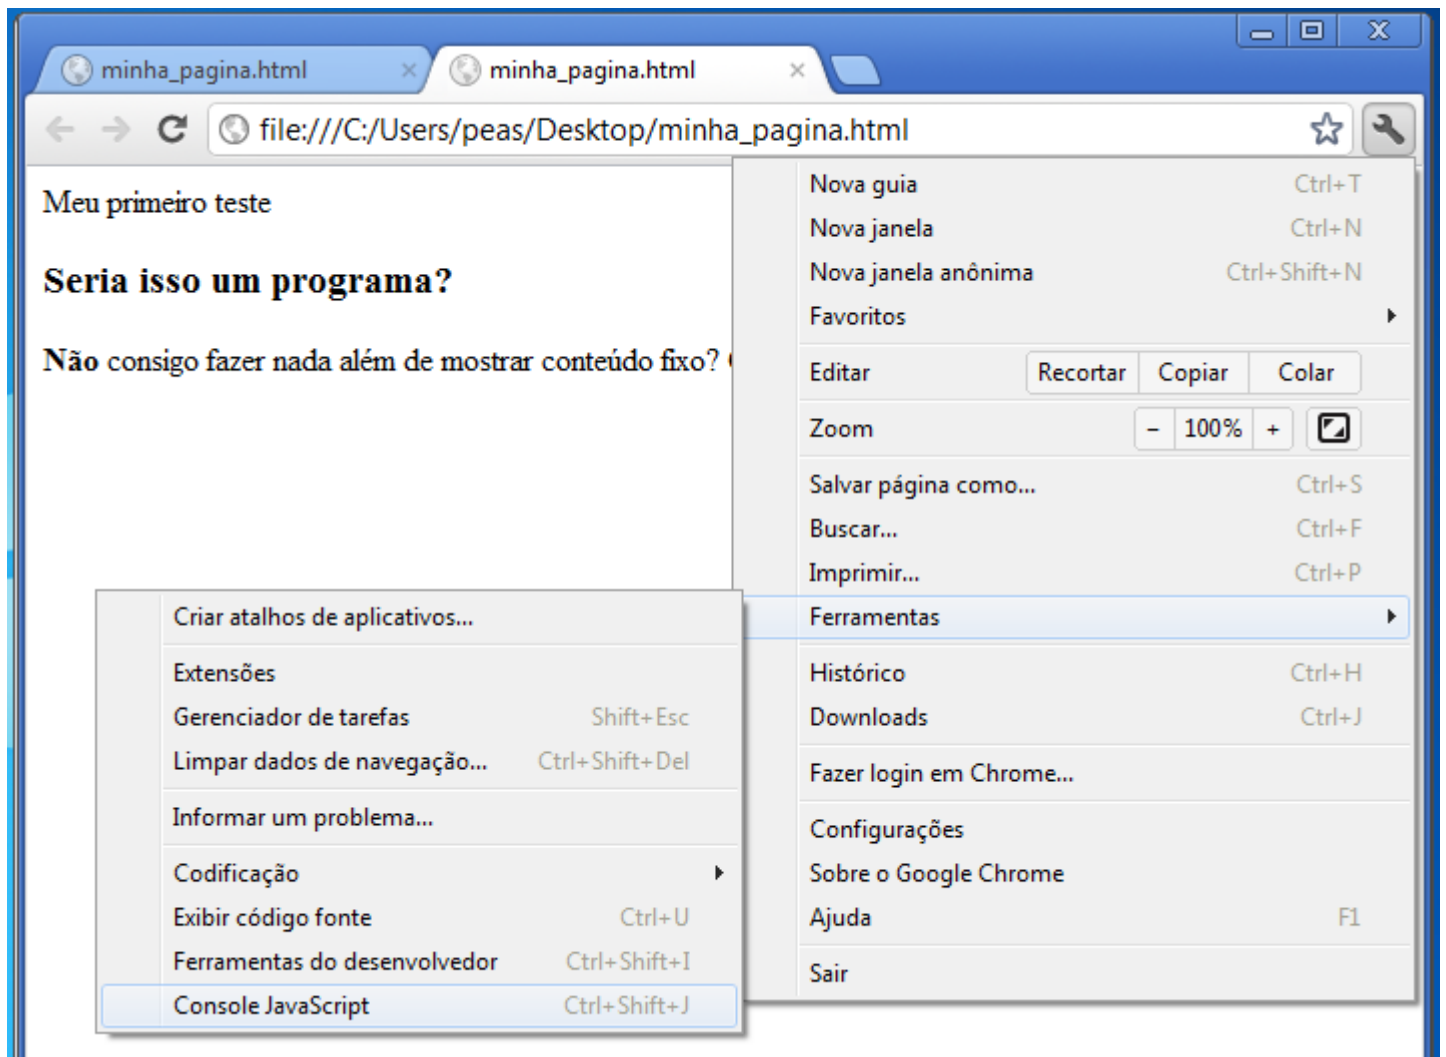 minha_pagina.html
minha_pagina.html
file:///C:/Users/peas/Desktop/minha_pagina.html
Meu primeiro teste
Seria isso um programa?
Não consigo fazer nada além de mostrar conteúdo fixo?
Nova guia Ctrl+T
Nova janela Ctrl+N
Nova janela anônima Ctrl+Shift+N
Favoritos
Editar Recortar Copiar Colar
Zoom - 100% +
Salvar página como... Ctrl+S
Buscar... Ctrl+F
Imprimir... Ctrl+P
Ferramentas
Histórico Ctrl+H
Downloads Ctrl+J
Fazer login em Chrome...
Configurações
Sobre o Google Chrome
Ajuda F1
Sair
Criar atalhos de aplicativos...
Extensões
Gerenciador de tarefas Shift+Esc
Limpar dados de navegação... Ctrl+Shift+Del
Informar um problema...
Codificação
Exibir código fonte Ctrl+U
Ferramentas do desenvolvedor Ctrl+Shift+I
Console JavaScript Ctrl+Shift+J